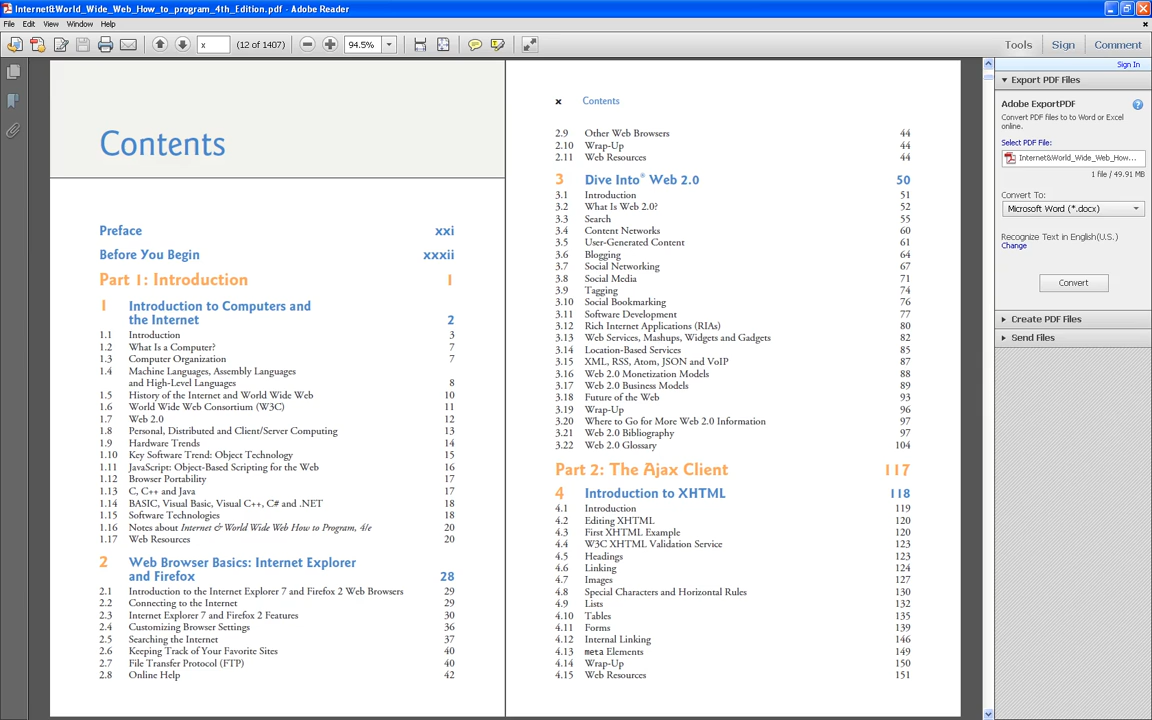 Internet&World_Wide_Web_How_to_program_4th_Edition.pdf - Adobe Reader
File Edit View Window Help
x (12 of 1407) 94.5% Tools Sign Comment
Contents
Preface xxi
Before You Begin xxxii
Part 1: Introduction 1
1 Introduction to Computers and
the Internet 2
1.1 Introduction 3
1.2 What Is a Computer? 7
1.3 Computer Organization 7
1.4 Machine Languages, Assembly Languages
and High-Level Languages 8
1.5 History of the Internet and World Wide Web 10
1.6 World Wide Web Consortium (W3C) 11
1.7 Web 2.0 12
1.8 Personal, Distributed and Client/Server Computing 13
1.9 Hardware Trends 14
1.10 Key Software Trend: Object Technology 15
1.11 JavaScript: Object-Based Scripting for the Web 16
1.12 Browser Portability 17
1.13 C, C++ and Java 17
1.14 BASIC, Visual Basic, Visual C++, C# and .NET 18
1.15 Software Technologies 18
1.16 Notes about Internet & World Wide Web How to Program, 4/e 20
1.17 Web Resources 20
2 Web Browser Basics: Internet Explorer
and Firefox 28
2.1 Introduction to the Internet Explorer 7 and Firefox 2 Web Browsers 29
2.2 Connecting to the Internet 29
2.3 Internet Explorer 7 and Firefox 2 Features 30
2.4 Customizing Browser Settings 36
2.5 Searching the Internet 37
2.6 Keeping Track of Your Favorite Sites 40
2.7 File Transfer Protocol (FTP) 40
2.8 Online Help 42
x Contents
2.9 Other Web Browsers 44
2.10 Wrap-Up 44
2.11 Web Resources 44
3 Dive Into® Web 2.0 50
3.1 Introduction 51
3.2 What Is Web 2.0? 52
3.3 Search 55
3.4 Content Networks 60
3.5 User-Generated Content 61
3.6 Blogging 64
3.7 Social Networking 67
3.8 Social Media 71
3.9 Tagging 74
3.10 Social Bookmarking 76
3.11 Software Development 77
3.12 Rich Internet Applications (RIAs) 80
3.13 Web Services, Mashups, Widgets and Gadgets 82
3.14 Location-Based Services 85
3.15 XML, RSS, Atom, JSON and VoIP 87
3.16 Web 2.0 Monetization Models 88
3.17 Web 2.0 Business Models 89
3.18 Future of the Web 93
3.19 Wrap-Up 96
3.20 Where to Go for More Web 2.0 Information 97
3.21 Web 2.0 Bibliography 97
3.22 Web 2.0 Glossary 104
Part 2: The Ajax Client 117
4 Introduction to XHTML 118
4.1 Introduction 119
4.2 Editing XHTML 120
4.3 First XHTML Example 120
4.4 W3C XHTML Validation Service 123
4.5 Headings 123
4.6 Linking 124
4.7 Images 127
4.8 Special Characters and Horizontal Rules 130
4.9 Lists 132
4.10 Tables 135
4.11 Forms 139
4.12 Internal Linking 146
4.13 meta Elements 149
4.14 Wrap-Up 150
4.15 Web Resources 151
Sign In
Export PDF Files
Adobe ExportPDF
Convert PDF files to to Word or Excel
online.
Select PDF File:
Internet&World_Wide_Web_How...
1 file / 49.91 MB
Convert To:
Microsoft Word (*.docx)
Recognize Text in English(U.S.)
Change
Convert
Create PDF Files
Send Files